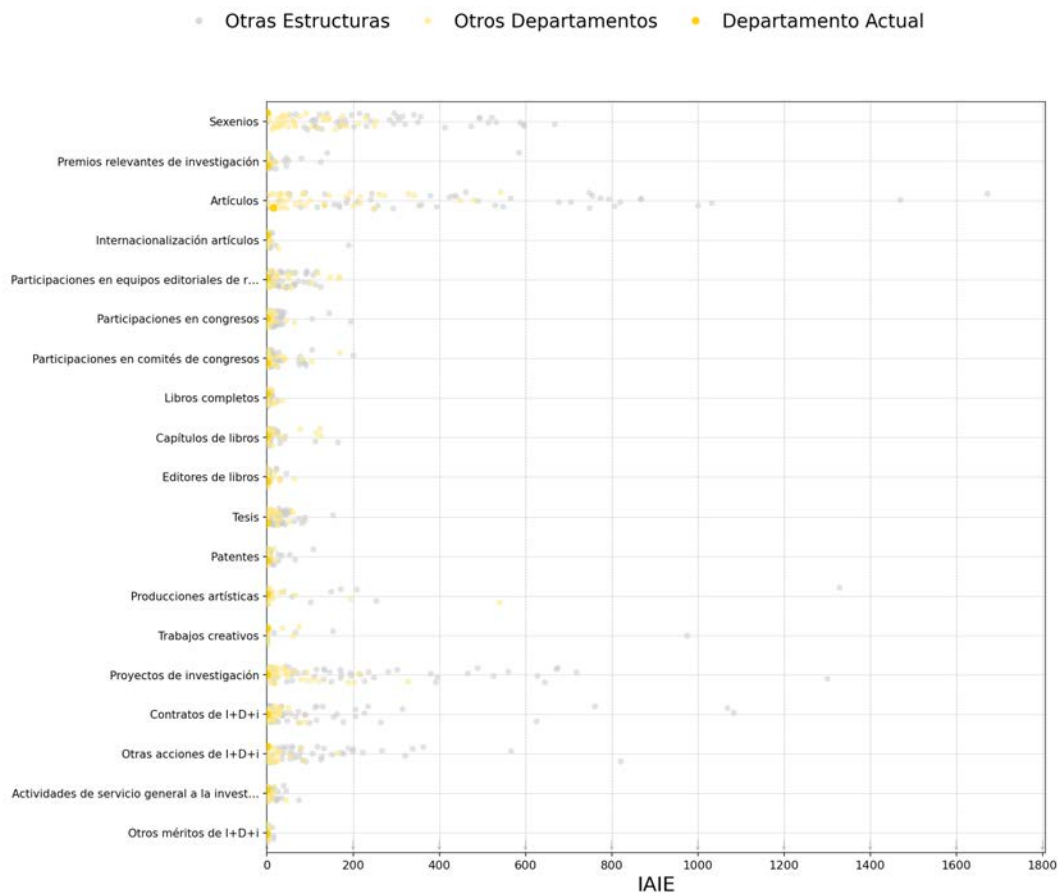 Otras Estructuras Otros Departamentos Departamento Actual
Sexenios
Premios relevantes de investigación
Artículos
Internacionalización artículos
Participaciones en equipos editoriales de r...
Participaciones en congresos
Participaciones en comités de congresos
Libros completos
Capítulos de libros
Editores de libros
Tesis
Patentes
Producciones artísticas
Trabajos creativos
Proyectos de investigación
Contratos de I+D+i
Otras acciones de I+D+i
Actividades de servicio general a la invest...
Otros méritos de I+D+i
0 200 400 600 800 1000 1200 1400 1600 1800
IAIE